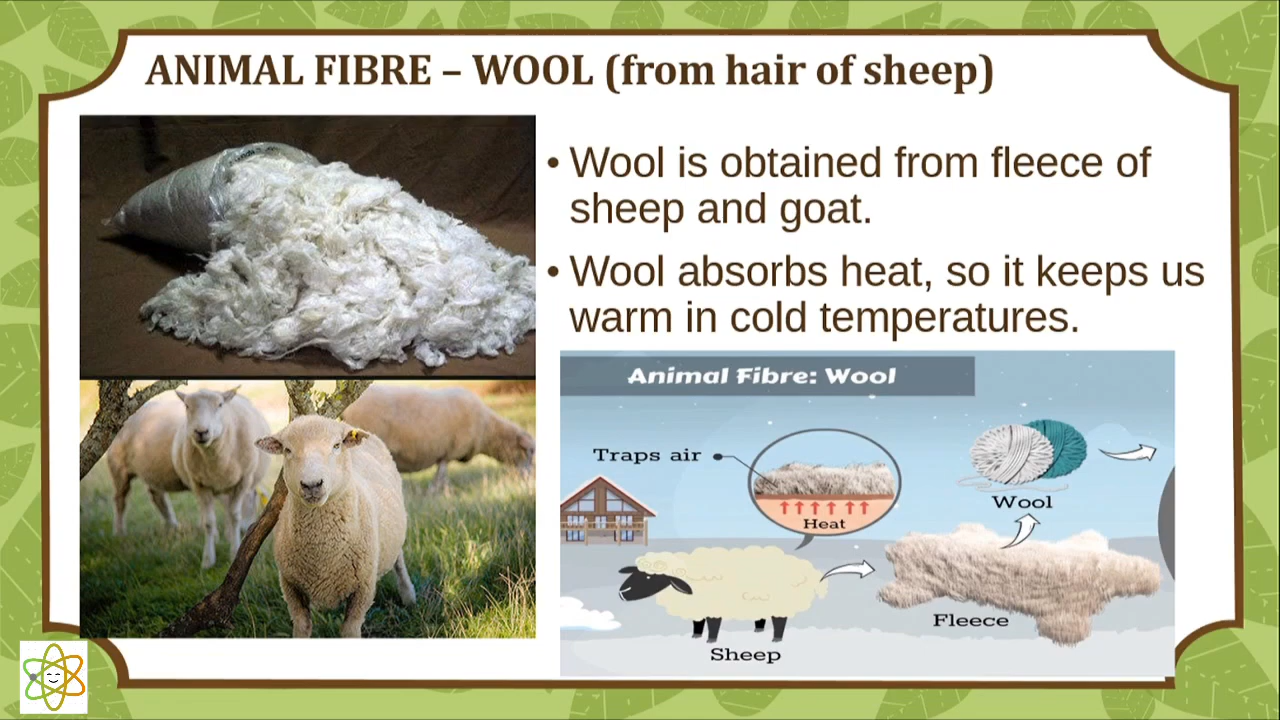 ANIMAL FIBRE – WOOL (from hair of sheep)
• Wool is obtained from fleece of
sheep and goat.
• Wool absorbs heat, so it keeps us
warm in cold temperatures.
Animal Fibre: Wool
Traps air
Heat
Wool
Fleece
Sheep